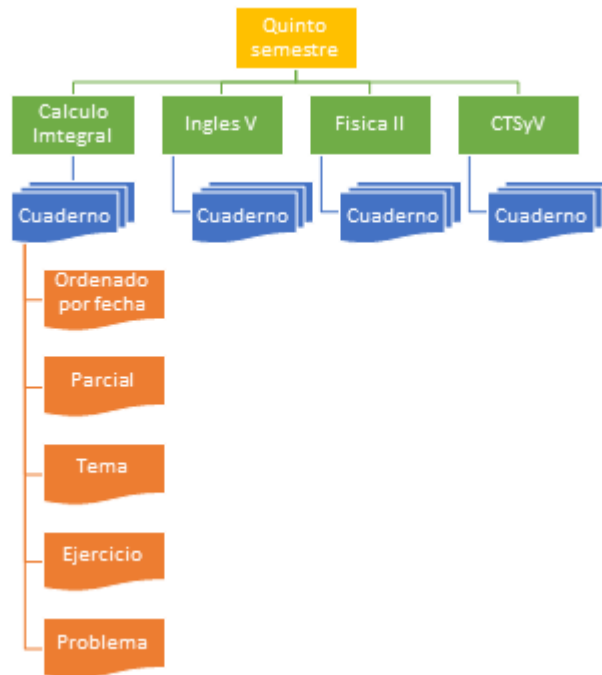 Quinto
semestre
Calculo
Imtegral
Ingles V
Fisica II
CTSyV
Cuaderno
Cuaderno
Cuaderno
Cuaderno
Ordenado
por fecha
Parcial
Tema
Ejercicio
Problema